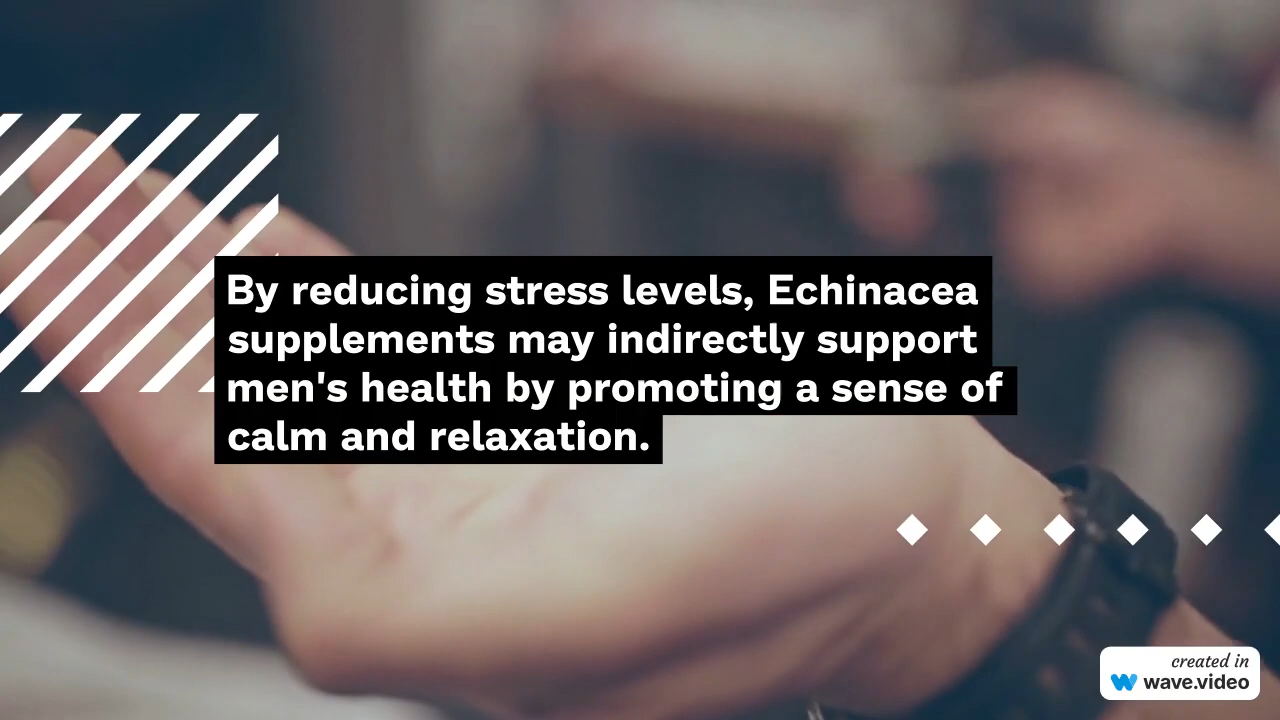 By reducing stress levels, Echinacea
supplements may indirectly support
men's health by promoting a sense of
calm and relaxation.
created in
wave.video